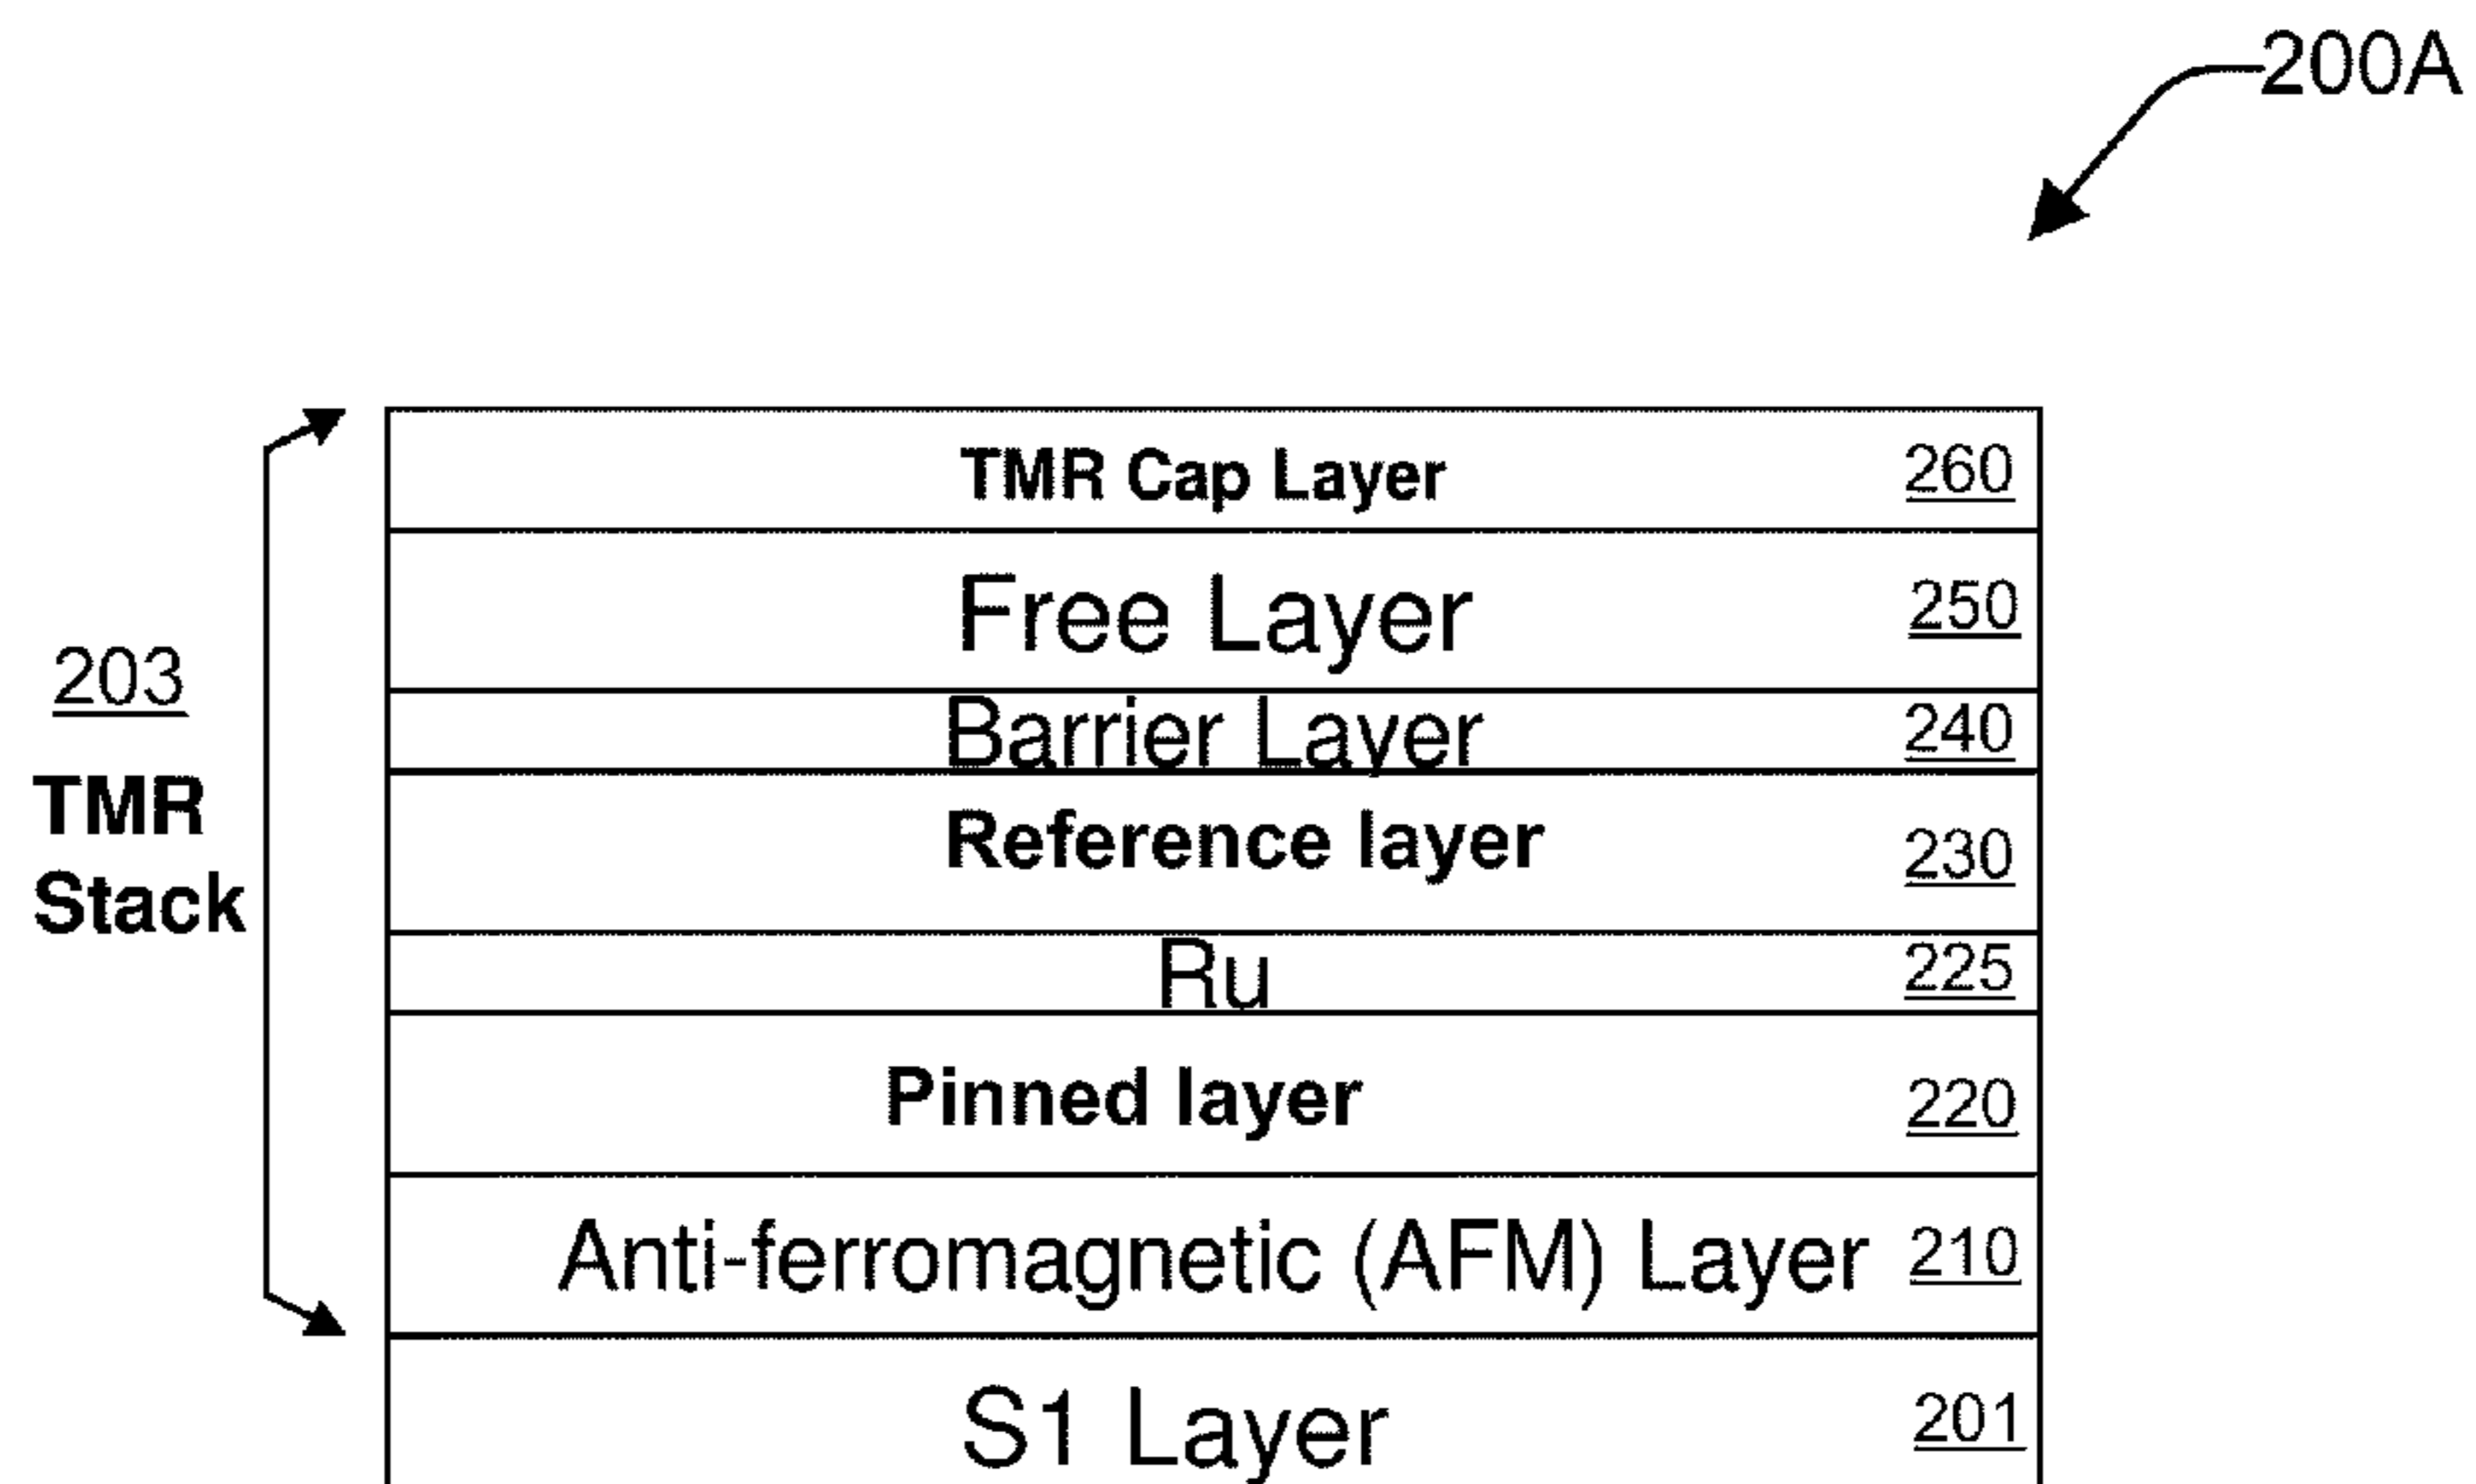 200A
TMR Cap Layer 260
Free Layer 250
203
Barrier Layer 240
TMR
Stack
Reference layer 230
Ru 225
Pinned layer 220
Anti-ferromagnetic (AFM) Layer 210
S1 Layer 201